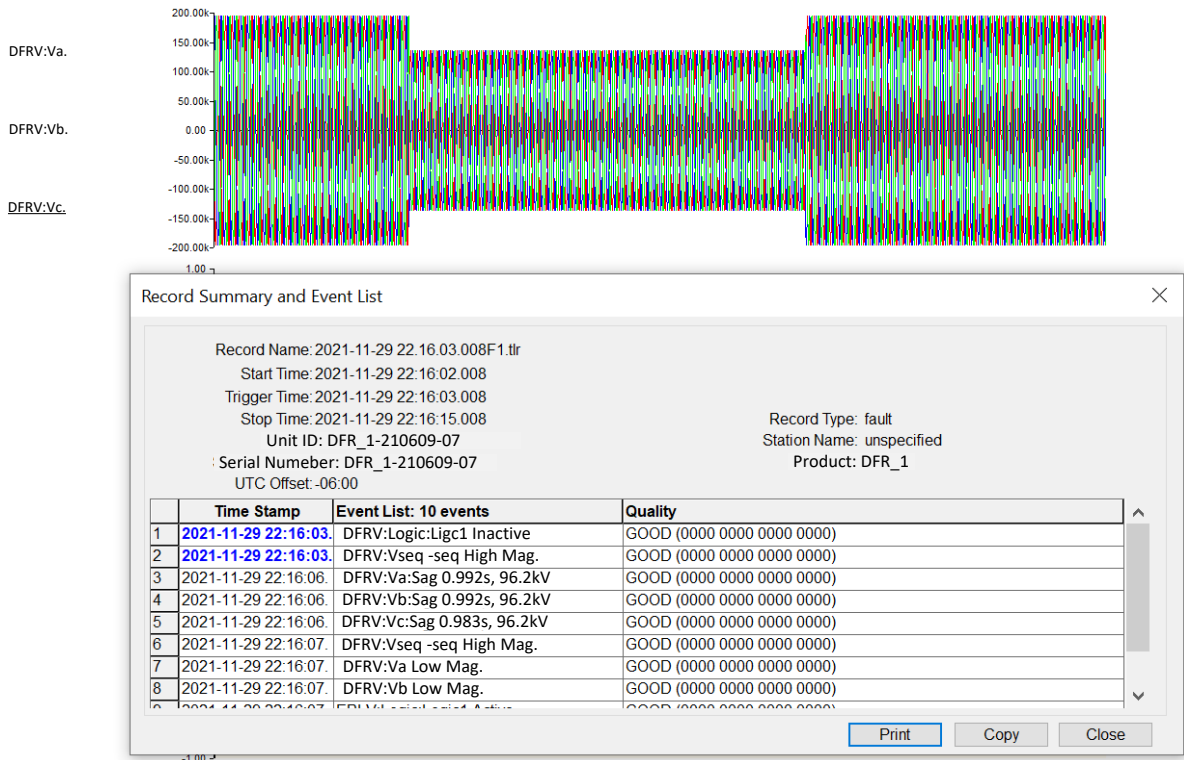 200.00k
DFRV:Va.
150.00k
100.00k
50.00k
DFRV:Vb.
0.00
-50.00k
-100.00k
DFRV:Vc.
-150.00k
-200.00k
1.00
Record Summary and Event List
Record Name: 2021-11-29 22.16.03.008F1.tlr
Start Time: 2021-11-29 22:16:02.008
Trigger Time: 2021-11-29 22:16:03.008
Stop Time: 2021-11-29 22:16:15.008
Record Type: fault
Unit ID: DFR_1-210609-07
Station Name: unspecified
Serial Numeber: DFR_1-210609-07
Product: DFR_1
UTC Offset: -06:00
Time Stamp Event List: 10 events Quality
1 2021-11-29 22:16:03. DFRV:Logic:Ligc1 Inactive GOOD (0000 0000 0000 0000)
2 2021-11-29 22:16:03. DFRV:Vseq -seq High Mag. GOOD (0000 0000 0000 0000)
3 2021-11-29 22:16:06. DFRV:Va:Sag 0.992s, 96.2kV GOOD (0000 0000 0000 0000)
4 2021-11-29 22:16:06. DFRV:Vb:Sag 0.992s, 96.2kV GOOD (0000 0000 0000 0000)
5 2021-11-29 22:16:06. DFRV:Vc:Sag 0.983s, 96.2kV GOOD (0000 0000 0000 0000)
6 2021-11-29 22:16:07. DFRV:Vseq -seq High Mag. GOOD (0000 0000 0000 0000)
7 2021-11-29 22:16:07. DFRV:Va Low Mag. GOOD (0000 0000 0000 0000)
8 2021-11-29 22:16:07. DFRV:Vb Low Mag. GOOD (0000 0000 0000 0000)
Print Copy Close
-1.00